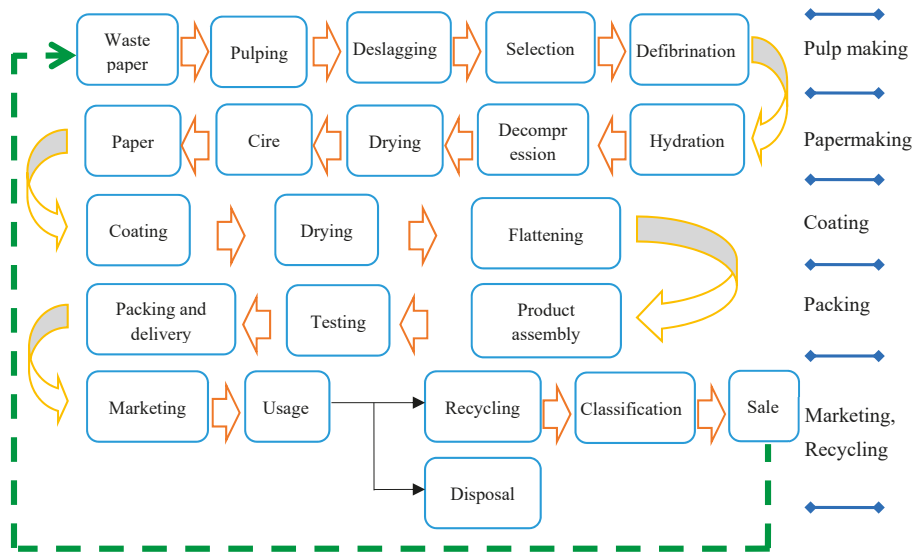 Waste
paper
Pulping
Deslagging
Selection
Defibrination
Pulp making
Paper
Cire
Drying
Decompr
ession
Hydration
Papermaking
Coating
Drying
Flattening
Coating
Packing and
delivery
Testing
Product
assembly
Packing
Marketing
Usage
Recycling
Classification
Sale
Marketing,
Recycling
Disposal